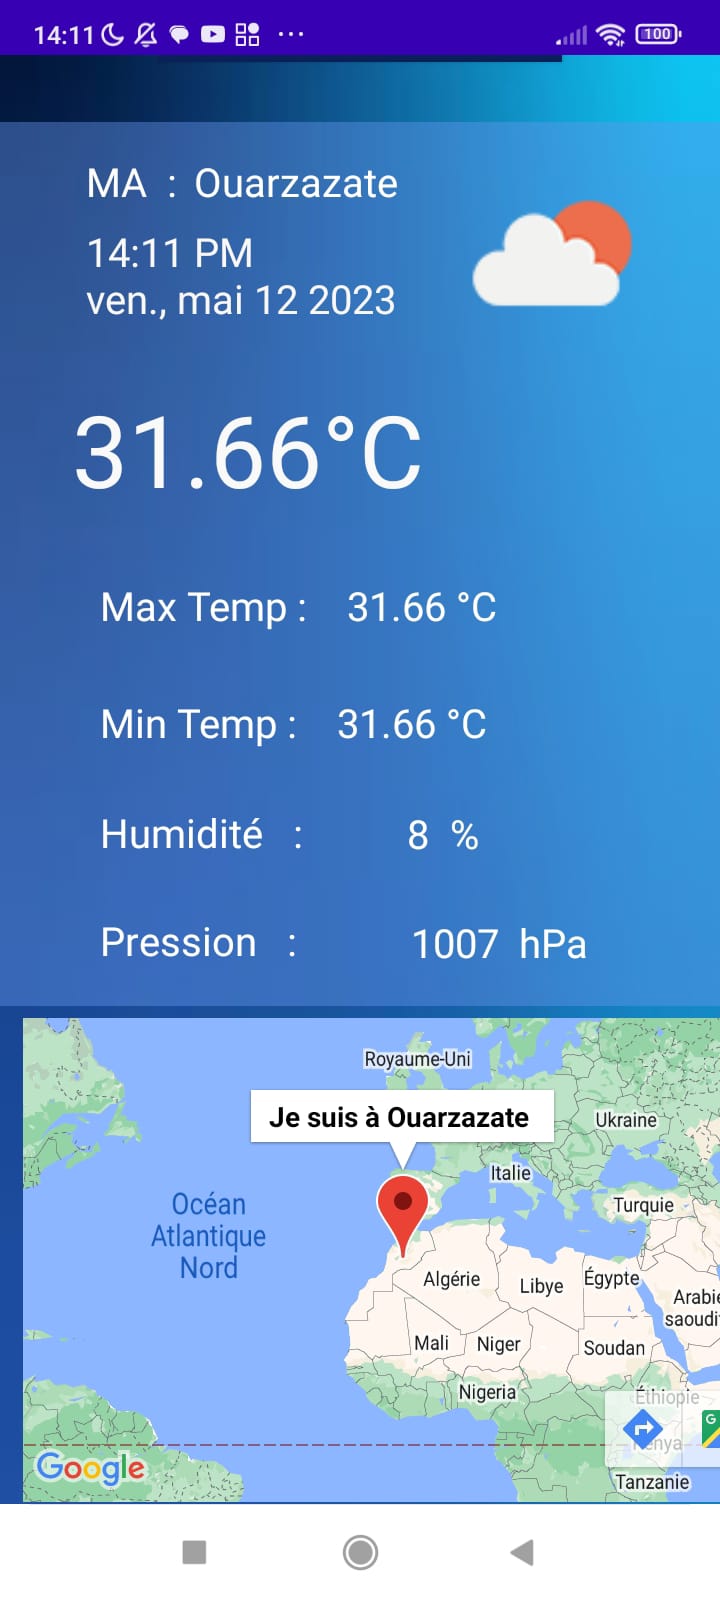 14:11
100
MA : Ouarzazate
14:11 PM
ven., mai 12 2023
31.66°C
Max Temp : 31.66 °C
Min Temp : 31.66 °C
Humidité : 8 %
Pression : 1007 hPa
Royaume-Uni
Je suis à Ouarzazate
Ukraine
Italie
Océan
Atlantique
Nord
Turquie
Algérie
Libye
Égypte
Arabie
saoudi
Mali
Niger
Soudan
Nigeria
Éthiopie
G
Google
Tanzanie